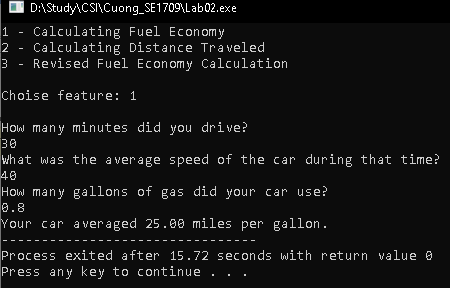 D:\Study\CSI\Cuong_SE1709\Lab02.exe
1 - Calculating Fuel Economy
2 - Calculating Distance Traveled
3 - Revised Fuel Economy Calculation
Choise feature: 1
How many minutes did you drive?
30
What was the average speed of the car during that time?
40
How many gallons of gas did your car use?
0.8
Your car averaged 25.00 miles per gallon.
--------------------------------
Process exited after 15.72 seconds with return value 0
Press any key to continue . . .